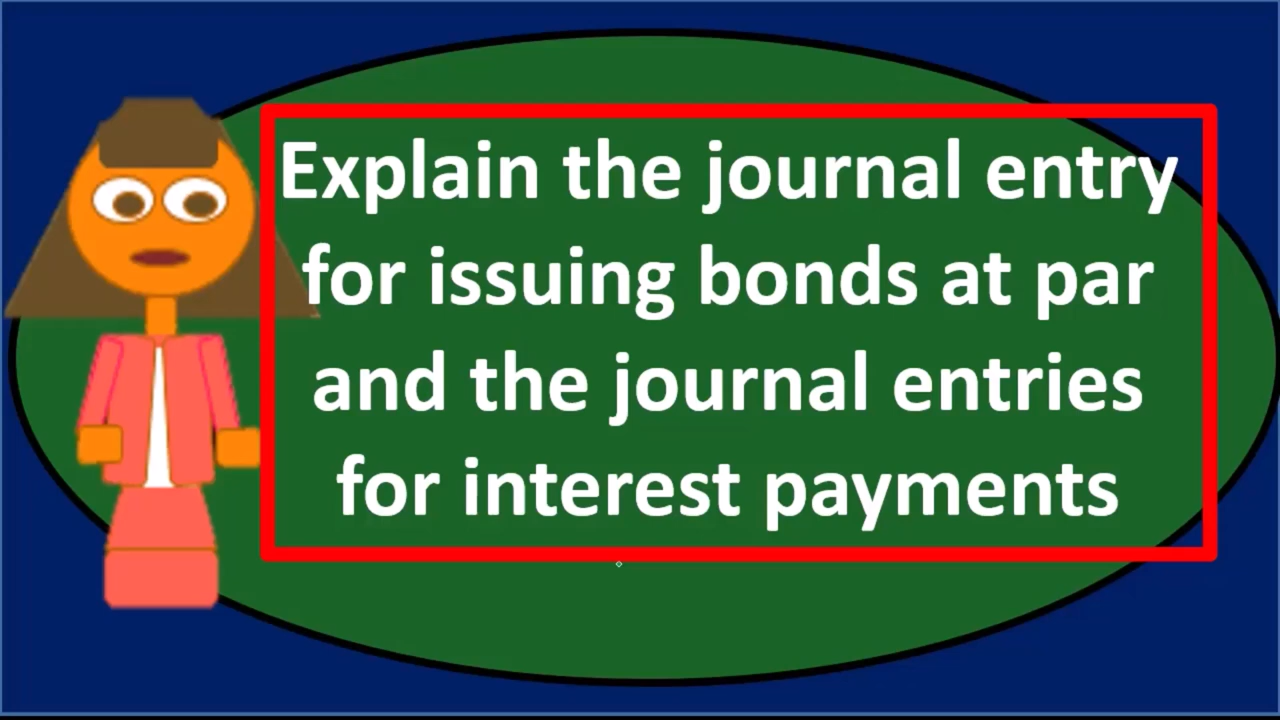 Explain the journal entry
for issuing bonds at par
and the journal entries
for interest payments